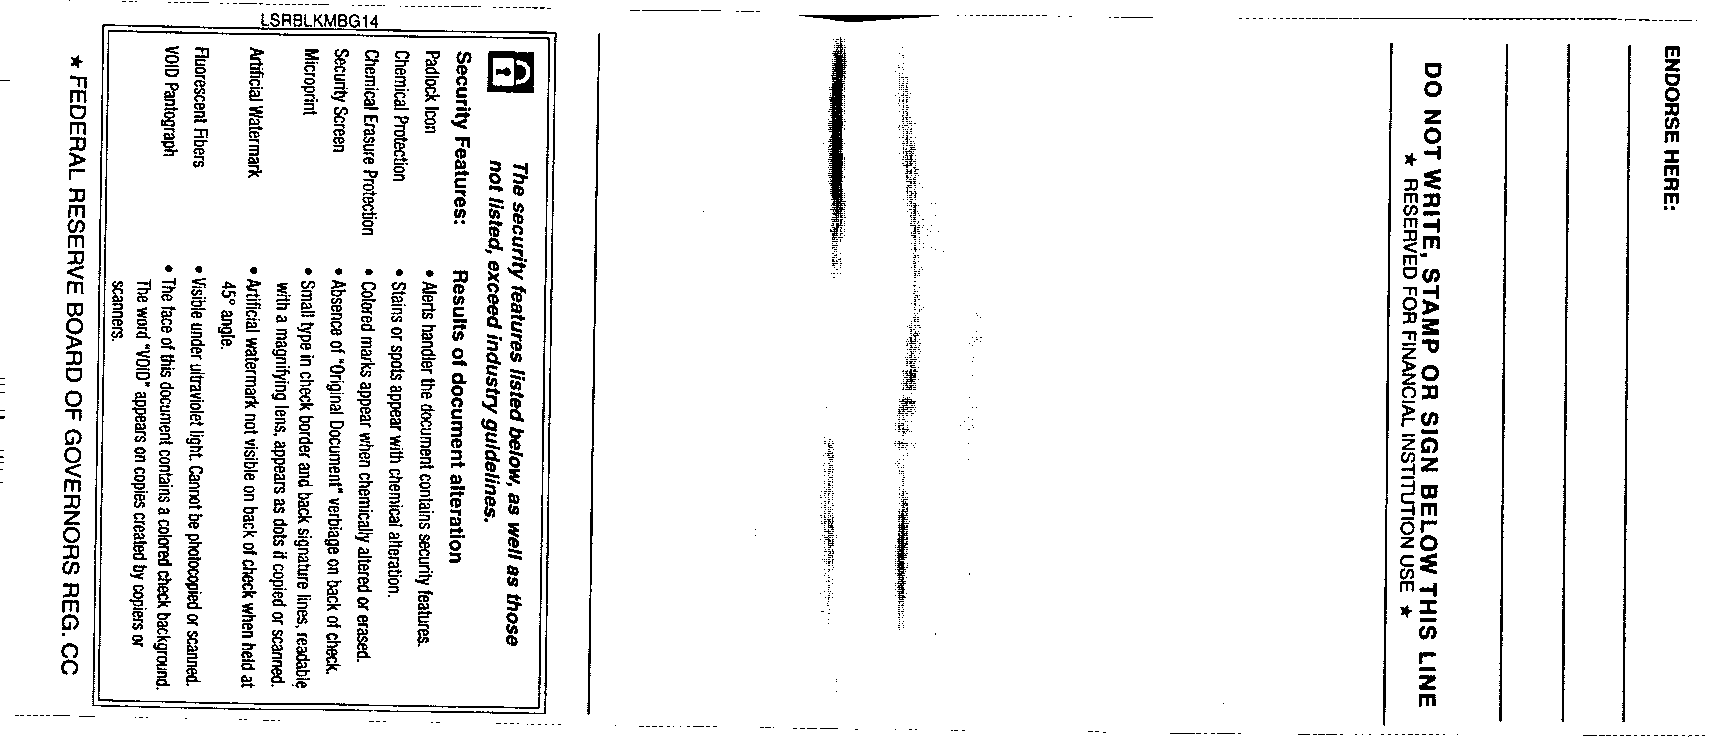 ENDORSE HERE:
DO NOT WRITE, STAMP OR SIGN BELOW THIS LINE
★ RESERVED FOR FINANCIAL INSTITUTION USE ★
LSRBLKMBG14
The security features listed below, as well as those
not listed, exceed industry guidelines.
Security Features: Results of document alteration
Padlock Icon • Alerts handler the document contains security features.
Chemical Protection • Stains or spots appear with chemical alteration.
Chemical Erasure Protection • Colored marks appear when chemically altered or erased.
Security Screen • Absence of "Original Document" verbiage on back of check.
Microprint • Small type in check border and back signature lines, readable
with a magnifying lens, appears as dots if copied or scanned.
Artificial Watermark • Artificial watermark not visible on back of check when held at
45° angle.
Fluorescent Fibers • Visible under ultraviolet light. Cannot be photocopied or scanned.
VOID Pantograph • The face of this document contains a colored check background.
The word "VOID" appears on copies created by copiers or
scanners.
★ FEDERAL RESERVE BOARD OF GOVERNORS REG. CC